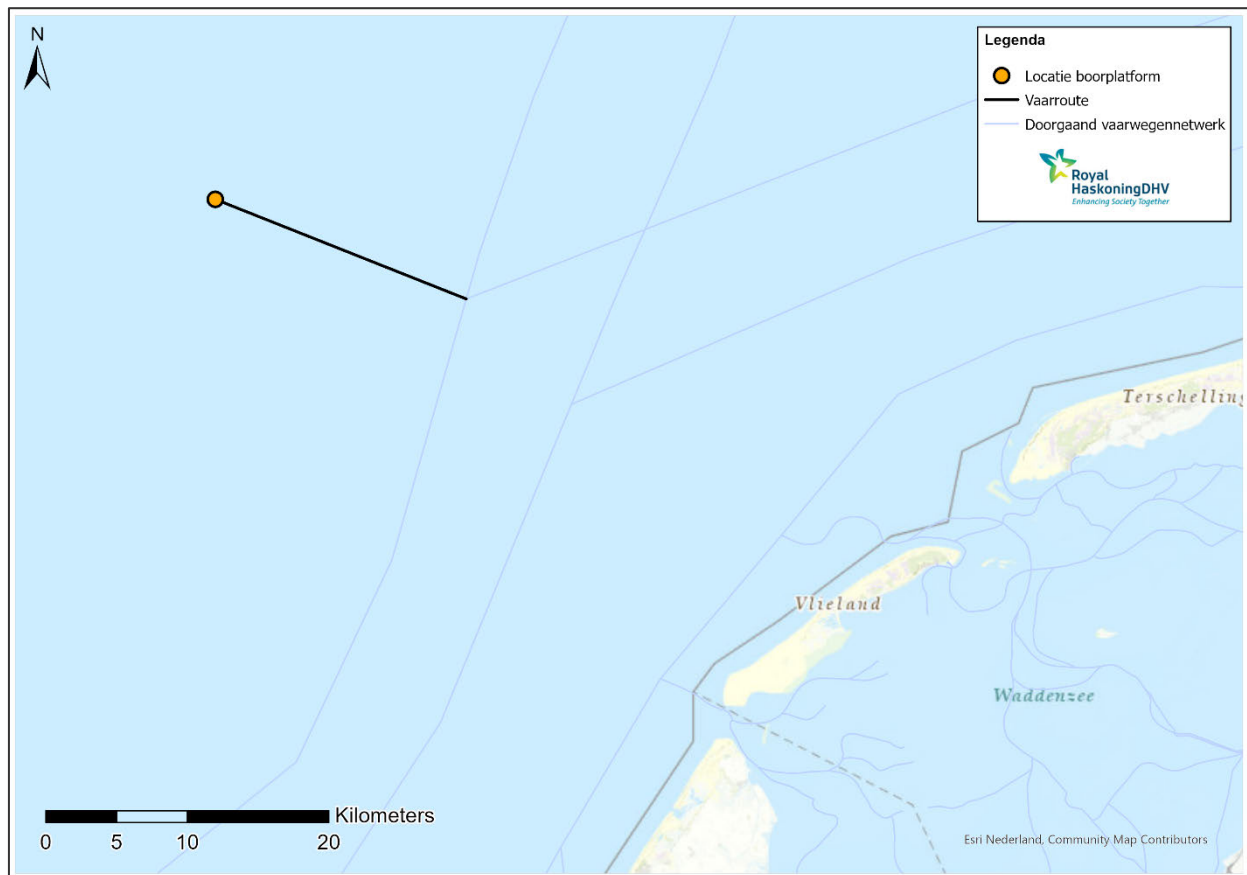 N
Legenda
Locatie boorplatform
Vaarroute
Doorgaand vaarwegennetwerk
Royal
HaskoningDHV
Enhancing Society Together
Terschelling
Vlieland
Waddenzee
Kilometers
0 5 10 20
Esri Nederland, Community Map Contributors